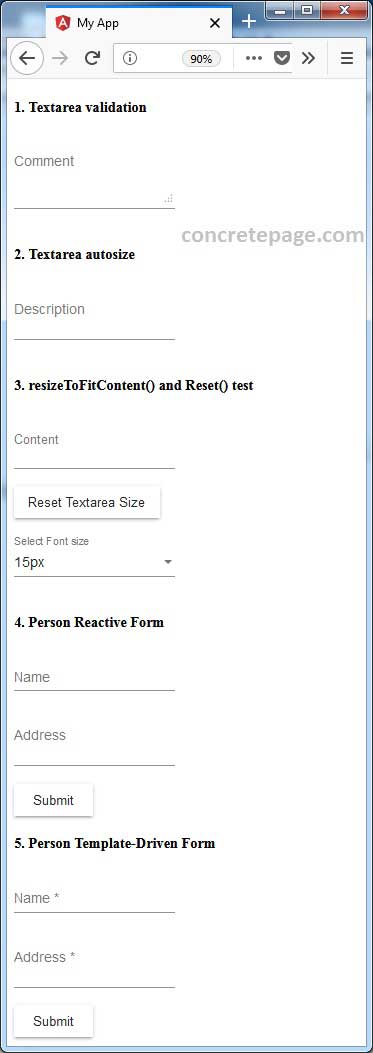 My App
90%
1. Textarea validation
Comment
concretepage.com
2. Textarea autosize
Description
3. resizeToFitContent() and Reset() test
Content
Reset Textarea Size
Select Font size
15px
4. Person Reactive Form
Name
Address
Submit
5. Person Template-Driven Form
Name *
Address *
Submit